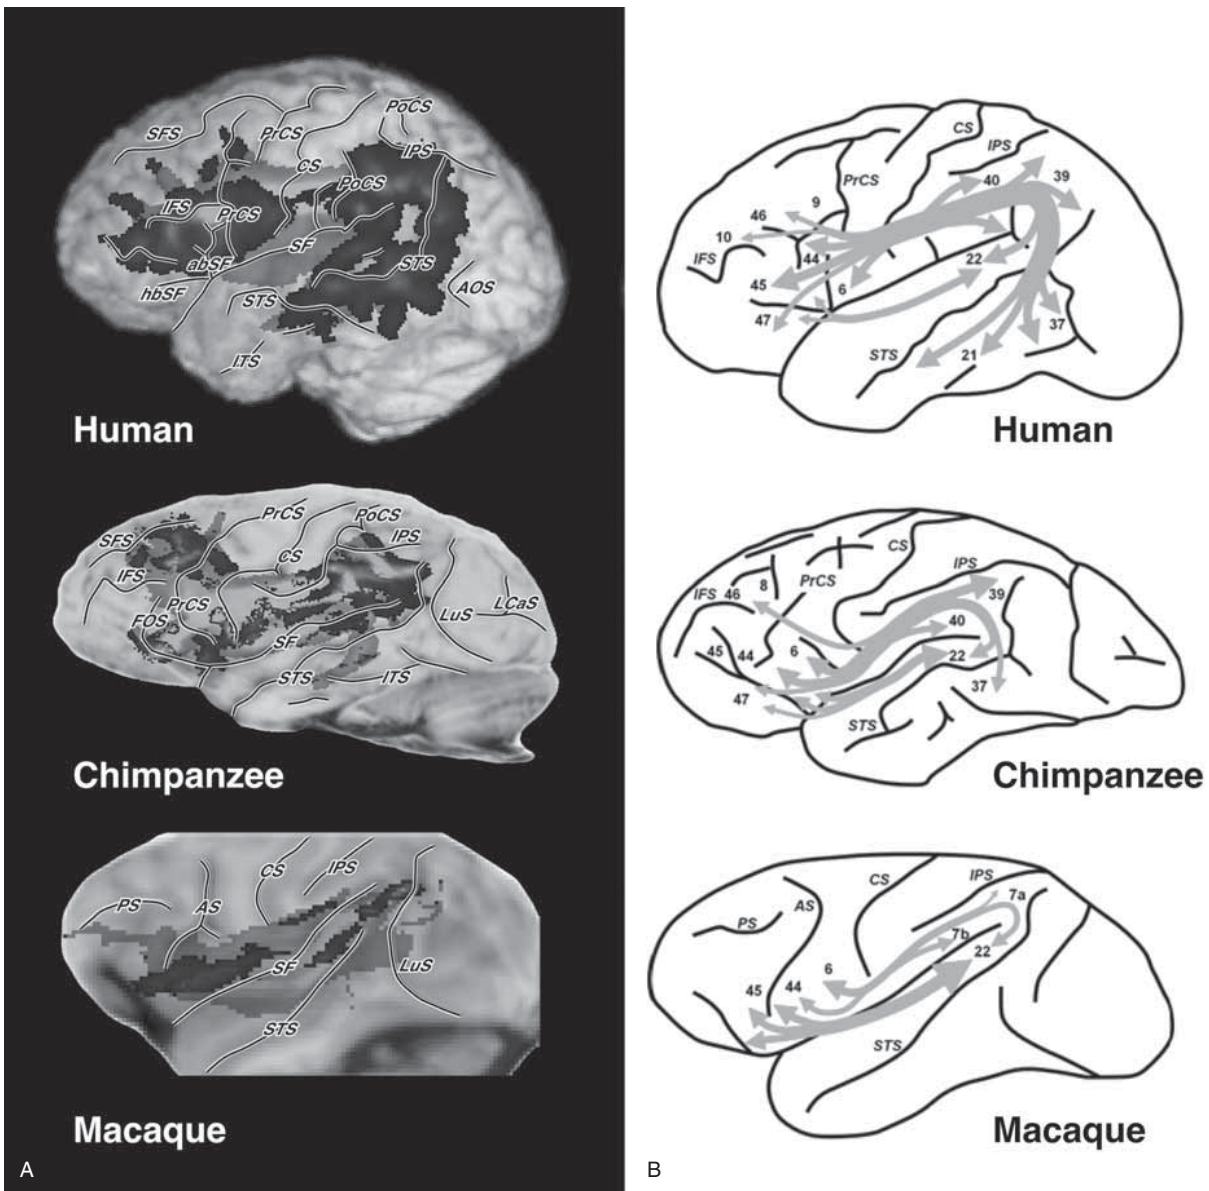 PoCS
SFS
PrCS
IPS
CS
PoCS
IFS
PrCS
SF
abSF
STS
hbSF
STS
AOS
ITS
Human
PrCS
PoCS
SFS
IPS
CS
IFS
PrCS
LCaS
FOS
LuS
SF
STS
ITS
Chimpanzee
CS
IPS
PS
AS
SF
LuS
STS
Macaque
A
CS
IPS
PrCS
40
39
9
46
10
IFS
44
22
45
6
47
37
STS
21
Human
CS
IPS
PrCS
8
IFS
46
39
40
45
44
6
22
47
37
STS
Chimpanzee
CS
IPS
7a
AS
PS
7b
22
6
45
44
STS
Macaque
B